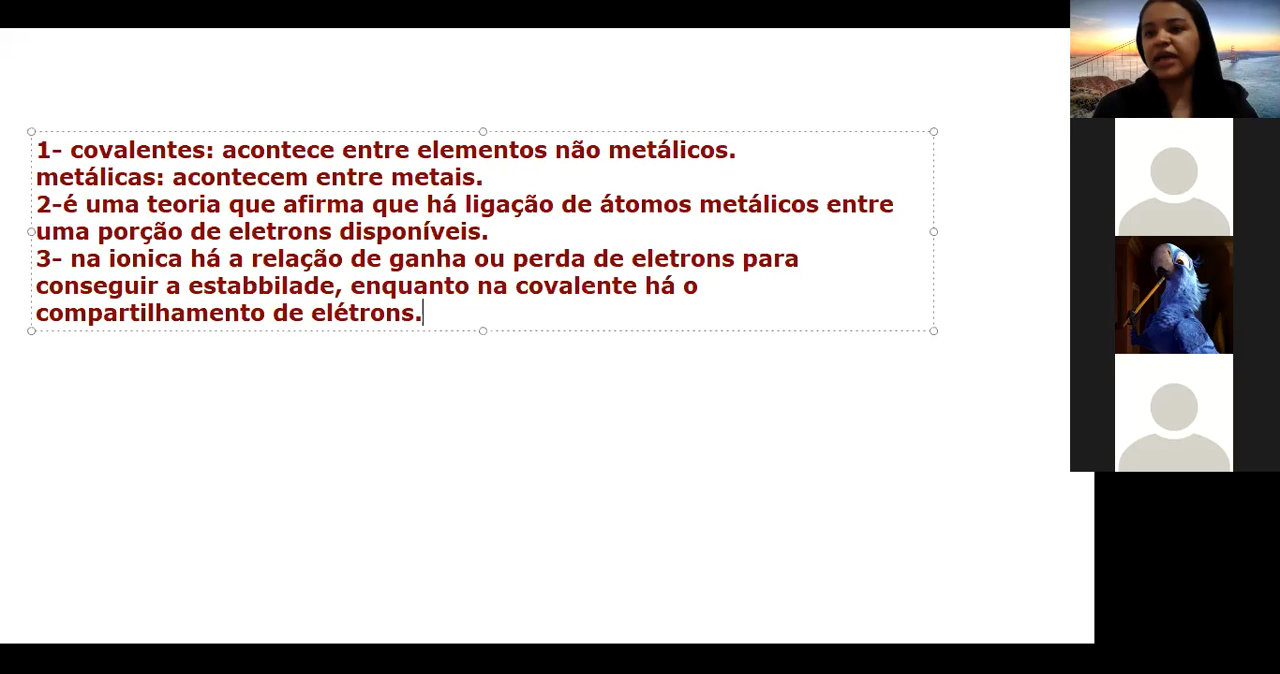 1- covalentes: acontece entre elementos não metálicos.
metálicas: acontecem entre metais.
2-é uma teoria que afirma que há ligação de átomos metálicos entre
uma porção de eletrons disponíveis.
3- na ionica há a relação de ganha ou perda de eletrons para
conseguir a estabbilade, enquanto na covalente há o
compartilhamento de elétrons.